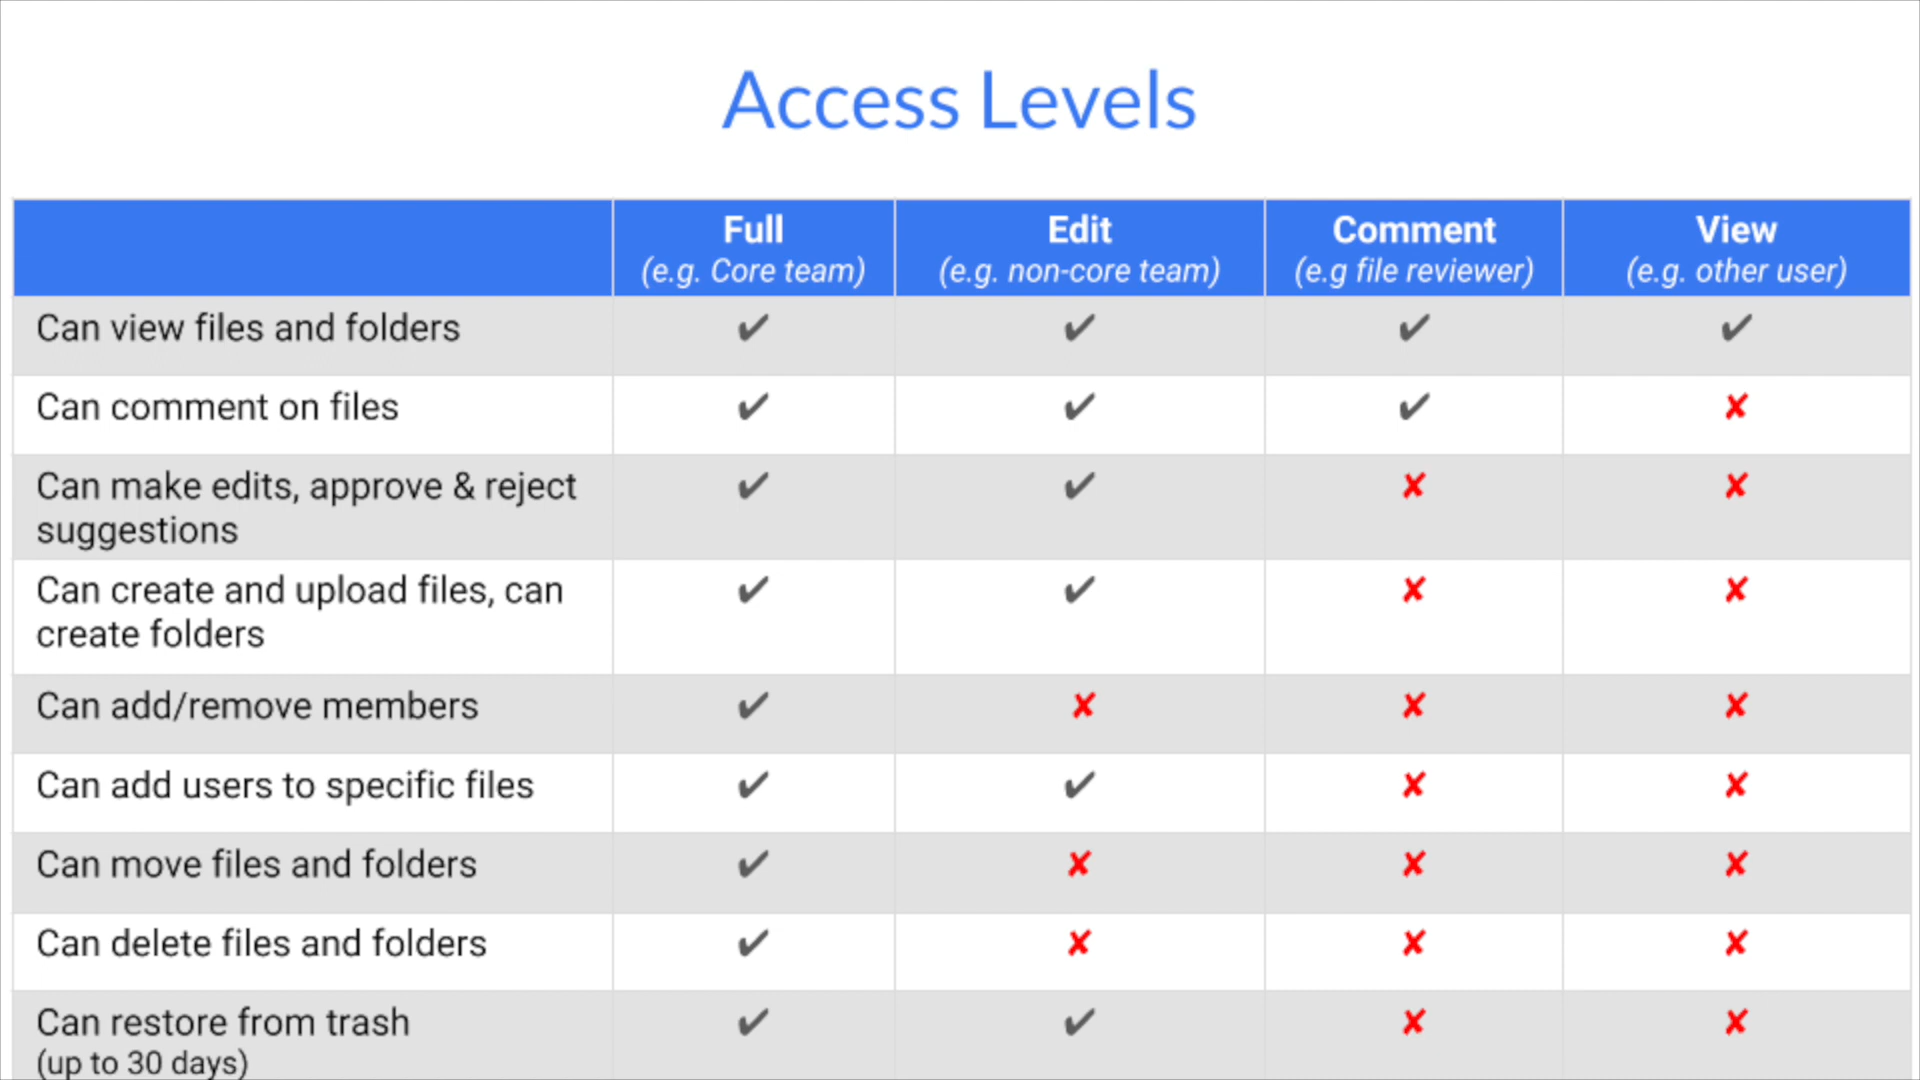 Access Levels
Full Edit Comment View
(e.g. Core team) (e.g. non-core team) (e.g file reviewer) (e.g. other user)
Can view files and folders ✔ ✔ ✔ ✔
Can comment on files ✔ ✔ ✔ ✘
Can make edits, approve & reject ✔ ✔ ✘ ✘
suggestions
Can create and upload files, can ✔ ✔ ✘ ✘
create folders
Can add/remove members ✔ ✘ ✘ ✘
Can add users to specific files ✔ ✔ ✘ ✘
Can move files and folders ✔ ✘ ✘ ✘
Can delete files and folders ✔ ✘ ✘ ✘
Can restore from trash ✔ ✔ ✘ ✘
(up to 30 days)